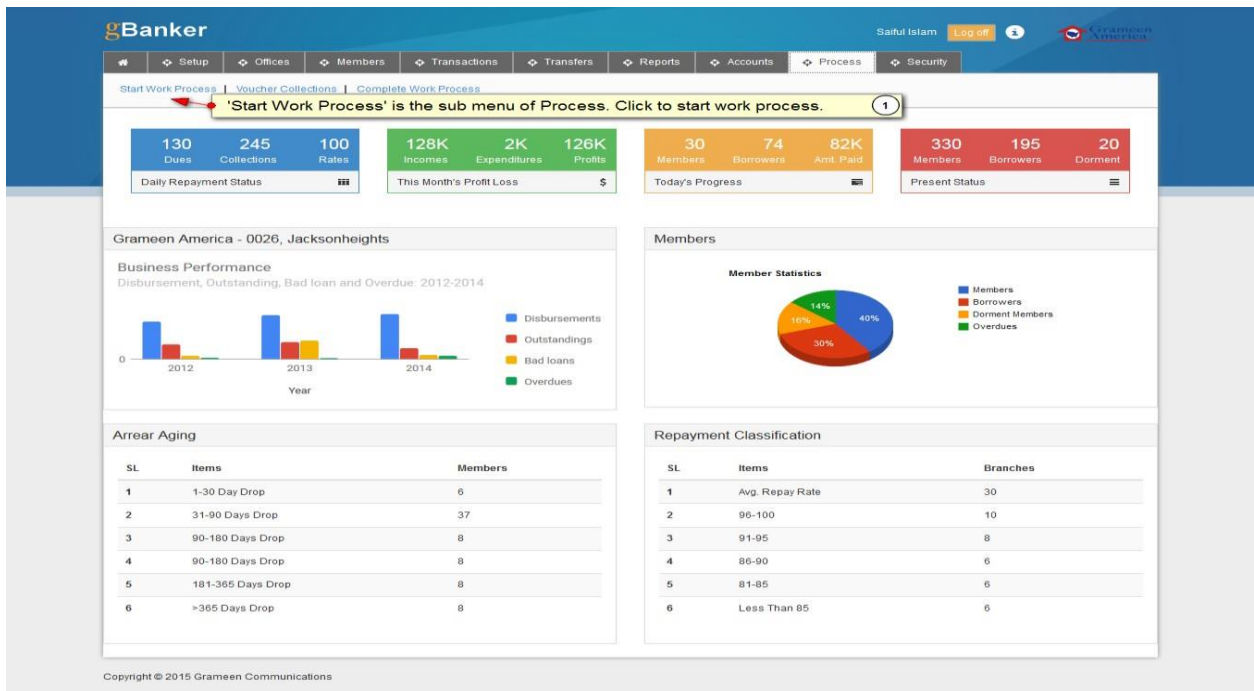 gBanker
Saiful Islam Log off i Grameen America
Setup Offices Members Transactions Transfers Reports Accounts Process Security
Start Work Process | Voucher Collections | Complete Work Process
'Start Work Process' is the sub menu of Process. Click to start work process. 1
130 245 100
Dues Collections Rates
Daily Repayment Status
128K 2K 126K
Incomes Expenditures Profits
This Month's Profit Loss $
30 74 82K
Members Borrowers Amt. Paid
Today's Progress
330 195 20
Members Borrowers Dorment
Present Status
Grameen America - 0026, Jacksonheights
Business Performance
Disbursement, Outstanding, Bad loan and Overdue: 2012-2014
Disbursements
Outstandings
Bad loans
Overdues
0
2012 2013 2014
Year
Members
Member Statistics
14%
16% 40%
30%
Members
Borrowers
Dorment Members
Overdues
Arrear Aging
SL Items Members
1 1-30 Day Drop 6
2 31-90 Days Drop 37
3 90-180 Days Drop 8
4 90-180 Days Drop 8
5 181-365 Days Drop 8
6 >365 Days Drop 8
Repayment Classification
SL Items Branches
1 Avg. Repay Rate 30
2 96-100 10
3 91-95 8
4 86-90 6
5 81-85 6
6 Less Than 85 6
Copyright © 2015 Grameen Communications